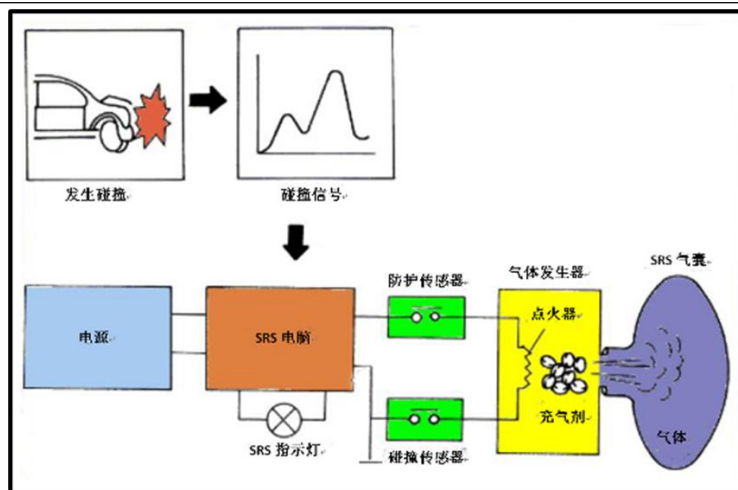 发生碰撞
碰撞信号
SRS 气囊
气体发生器
防护传感器
点火器
电源
SRS 电脑
充气剂
气体
SRS 指示灯
碰撞传感器